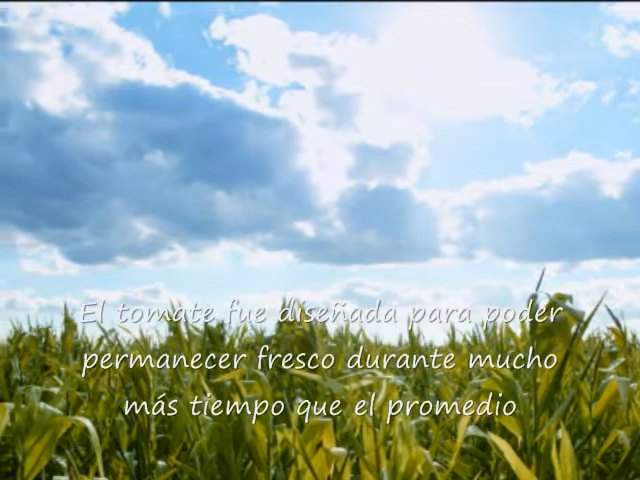 El tomate fue diseñada para poder
permanecer fresco durante mucho
más tiempo que el promedio